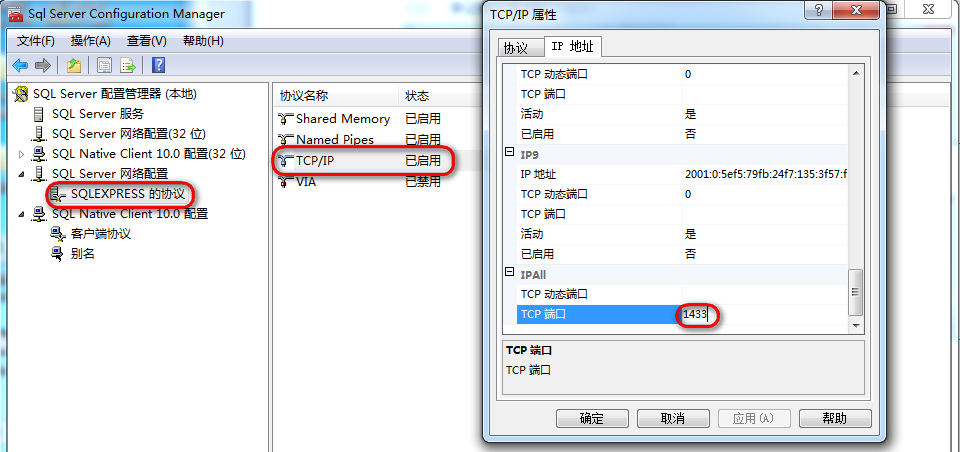 Sql Server Configuration Manager
文件(F) 操作(A) 查看(V) 帮助(H)
SQL Server 配置管理器 (本地)
SQL Server 服务
SQL Server 网络配置(32 位)
SQL Native Client 10.0 配置(32 位)
SQL Server 网络配置
SQLEXPRESS 的协议
SQL Native Client 10.0 配置
客户端协议
别名
协议名称 状态
Shared Memory 已启用
Named Pipes 已启用
TCP/IP 已启用
VIA 已禁用
TCP/IP 属性
协议 IP 地址
TCP 动态端口 0
TCP 端口
活动 是
已启用 否
IP9
IP 地址 2001:0:5ef5:79fb:24f7:135:3f57:f
TCP 动态端口 0
TCP 端口
活动 是
已启用 否
IPAll
TCP 动态端口
TCP 端口 1433
TCP 端口
TCP 端口
确定 取消 应用(A) 帮助